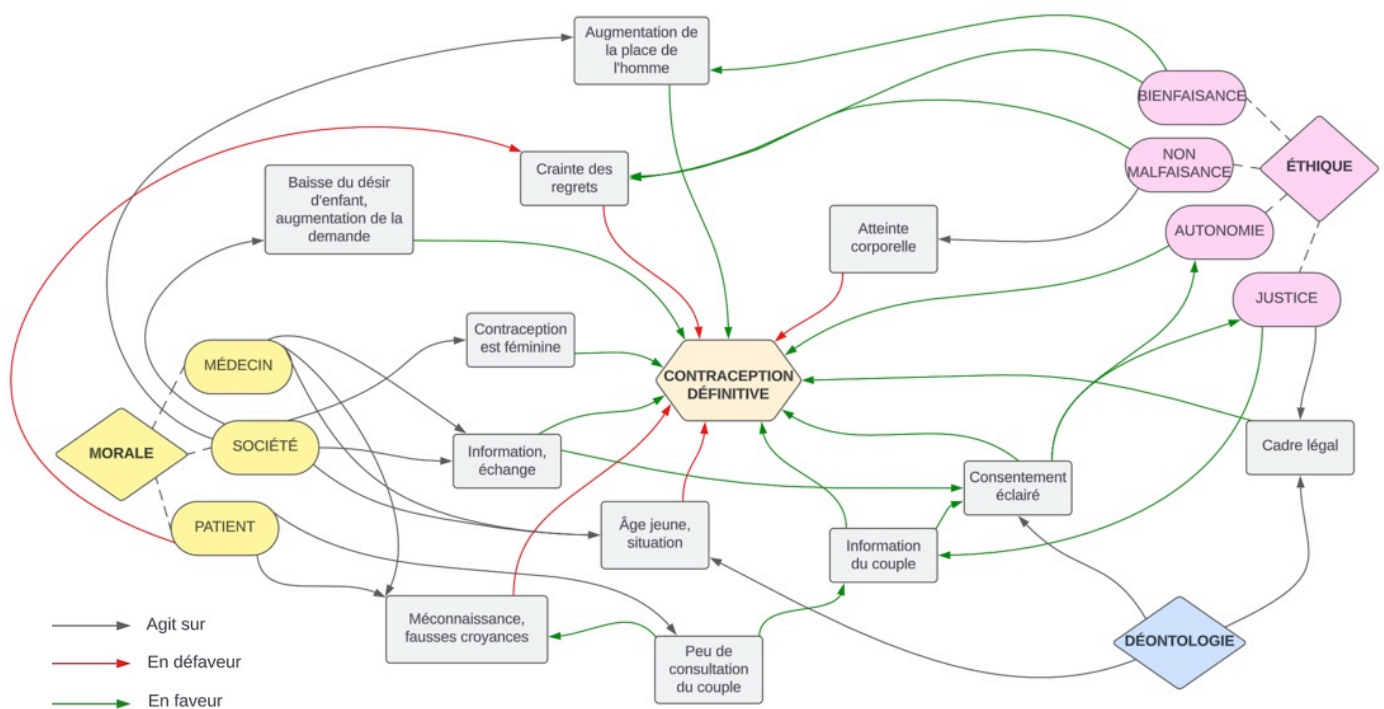 Augmentation de
la place de
l'homme
BIENFAISANCE
NON
MALFAISANCE
ÉTHIQUE
Crainte des
regrets
Baisse du désir
d'enfant,
augmentation de la
demande
Atteinte
corporelle
AUTONOMIE
JUSTICE
Contraception
est féminine
MÉDECIN
CONTRACEPTION
DÉFINITIVE
MORALE
SOCIÉTÉ
Information,
échange
Cadre légal
Consentement
éclairé
PATIENT
Âge jeune,
situation
Information
du couple
Méconnaissance,
fausses croyances
Peu de
consultation
du couple
DÉONTOLOGIE
Agit sur
En défaveur
En faveur